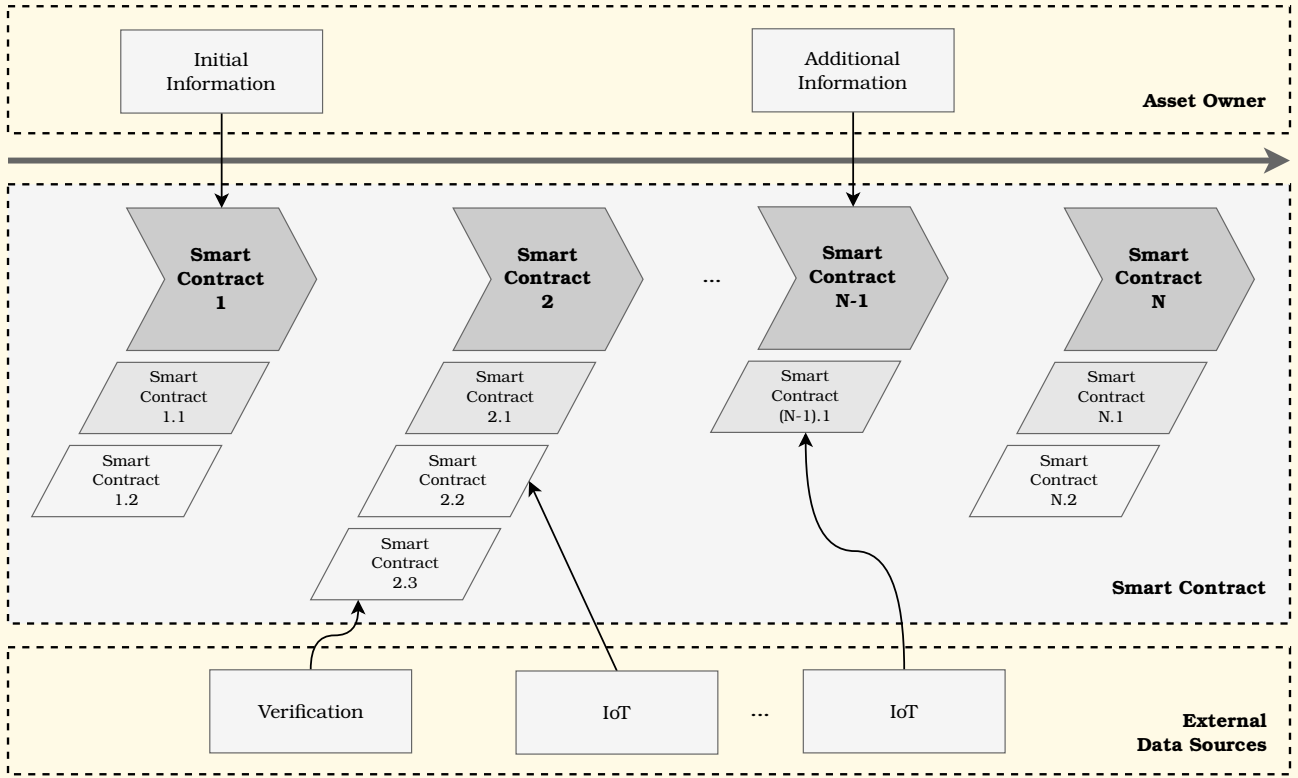 Initial
Information
Additional
Information
Asset Owner
Smart
Contract
1
Smart
Contract
2
...
Smart
Contract
N-1
Smart
Contract
N
Smart
Contract
1.1
Smart
Contract
2.1
Smart
Contract
(N-1).1
Smart
Contract
N.1
Smart
Contract
1.2
Smart
Contract
2.2
Smart
Contract
N.2
Smart
Contract
2.3
Smart Contract
Verification
IoT
...
IoT
External
Data Sources